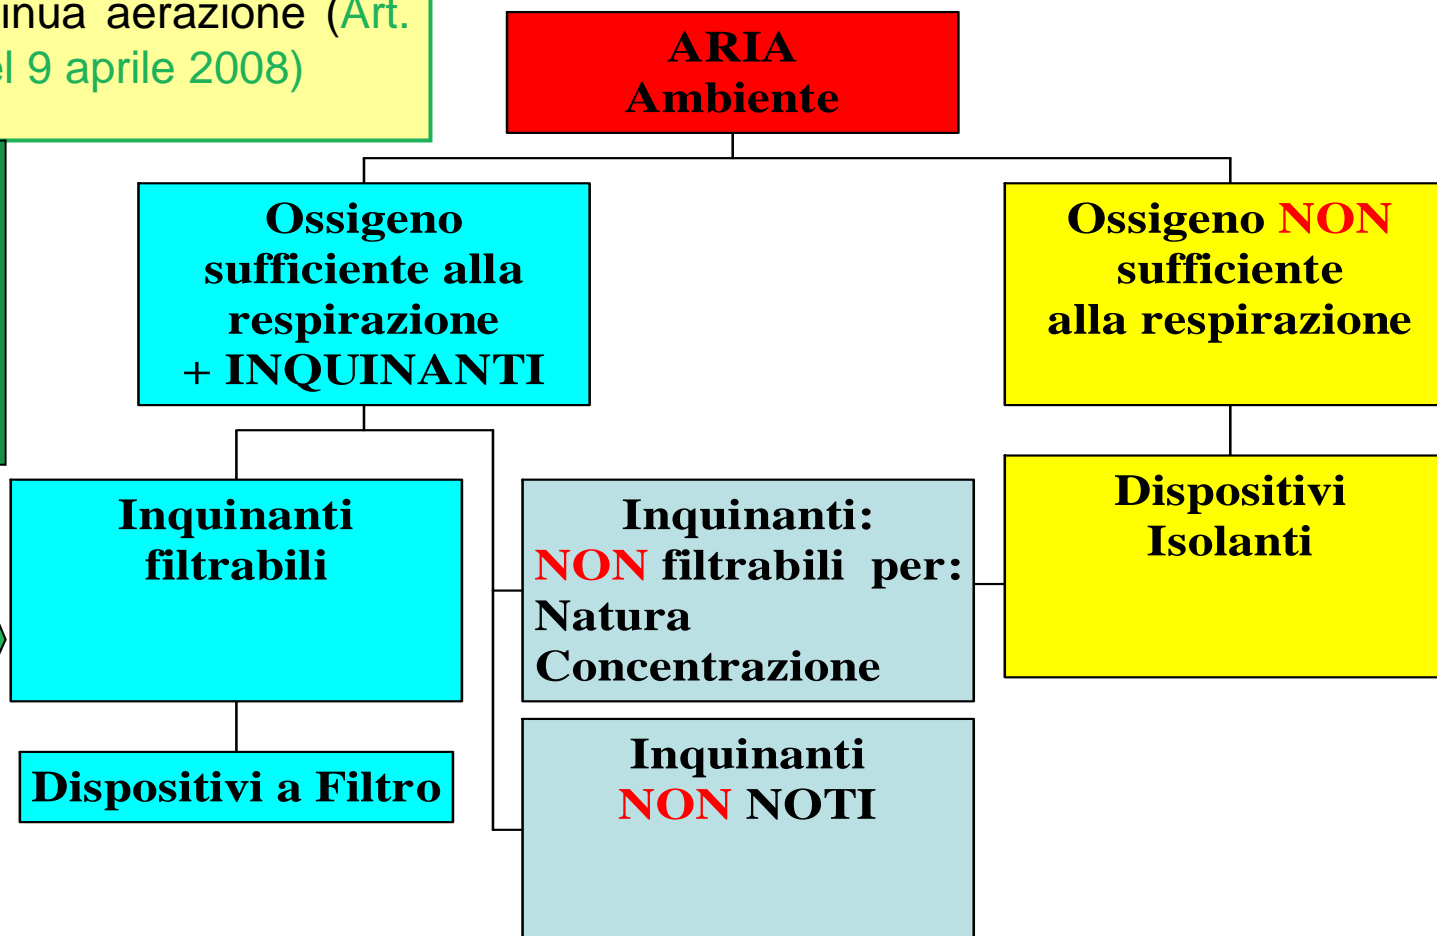 inua aerazione (Art.
el 9 aprile 2008)
ARIA
Ambiente
Ossigeno
sufficiente alla
respirazione
+ INQUINANTI
Ossigeno NON
sufficiente
alla respirazione
Inquinanti
filtrabili
Inquinanti:
NON filtrabili per:
Natura
Concentrazione
Dispositivi
Isolanti
Dispositivi a Filtro
Inquinanti
NON NOTI